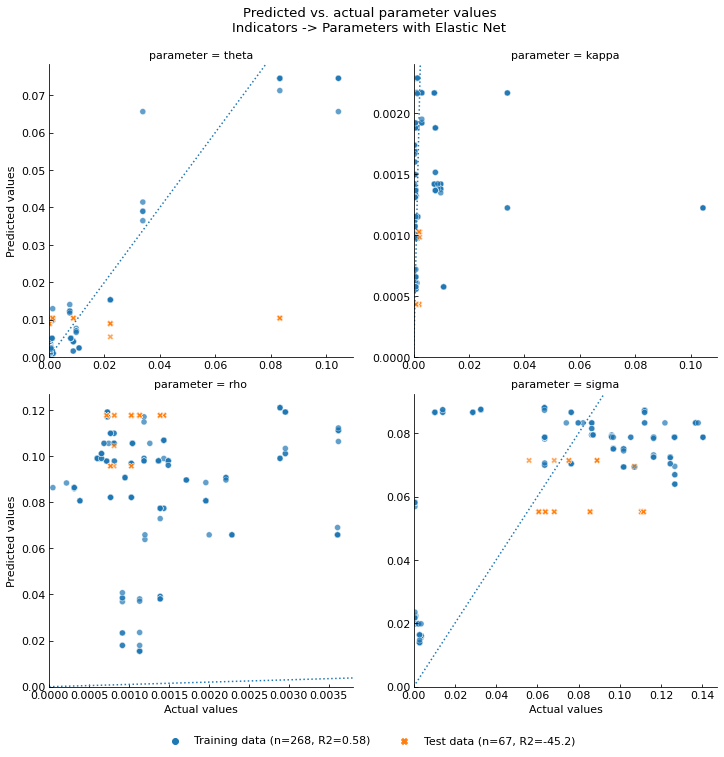 Predicted vs. actual parameter values
Indicators -> Parameters with Elastic Net
parameter = theta
parameter = kappa
Predicted values
0.07
0.06
0.05
0.04
0.03
0.02
0.01
0.00
0.00 0.02 0.04 0.06 0.08 0.10
0.0020
0.0015
0.0010
0.0005
0.0000
0.00 0.02 0.04 0.06 0.08 0.10
parameter = rho
parameter = sigma
Predicted values
0.12
0.10
0.08
0.06
0.04
0.02
0.00
0.0000 0.0005 0.0010 0.0015 0.0020 0.0025 0.0030 0.0035
Actual values
0.08
0.06
0.04
0.02
0.00
0.00 0.02 0.04 0.06 0.08 0.10 0.12 0.14
Actual values
Training data (n=268, R2=0.58)
Test data (n=67, R2=-45.2)